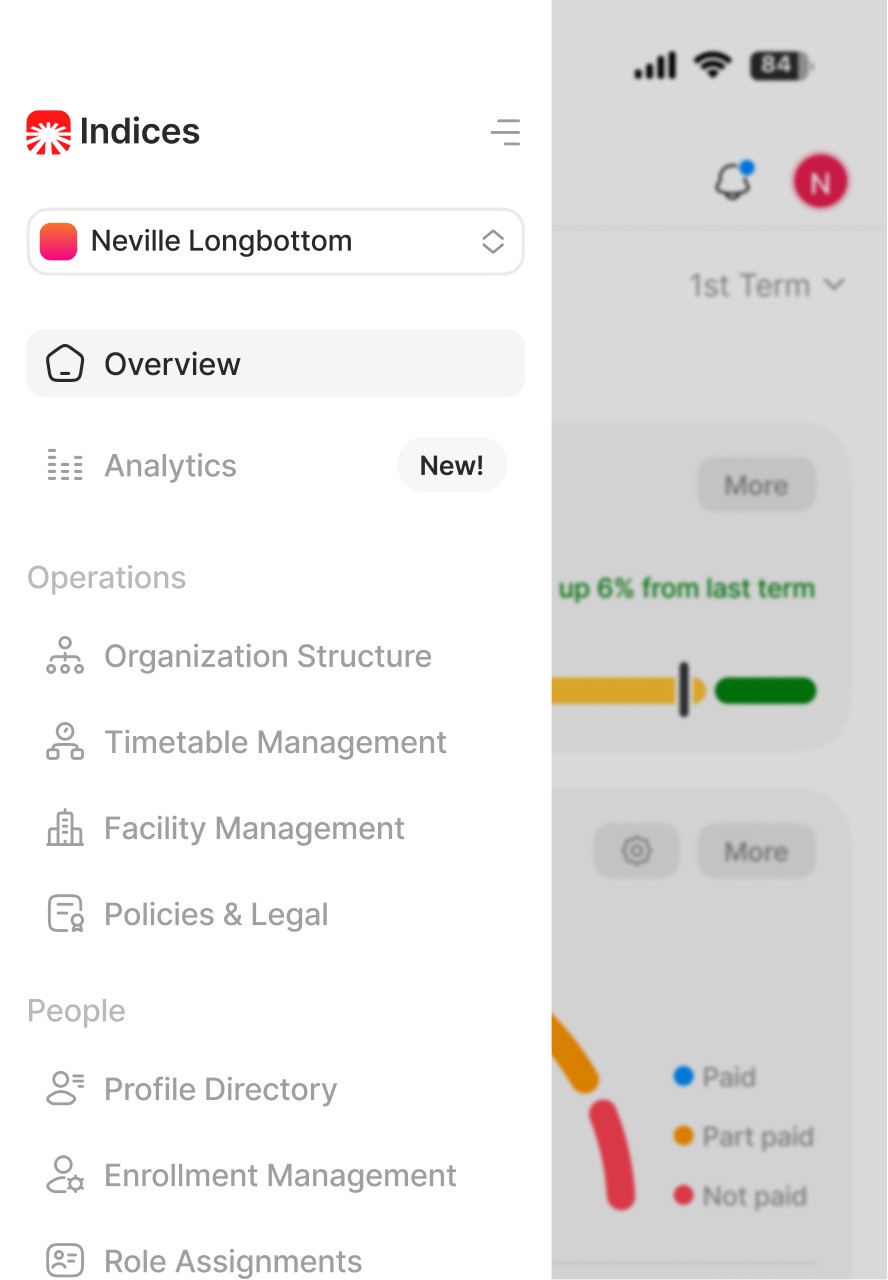 84
Indices
N
Neville Longbottom
1st Term
Overview
Analytics
New!
More
Operations
up 6% from last term
Organization Structure
Timetable Management
Facility Management
More
Policies & Legal
People
Paid
Profile Directory
Part paid
Enrollment Management
Not paid
Role Assignments